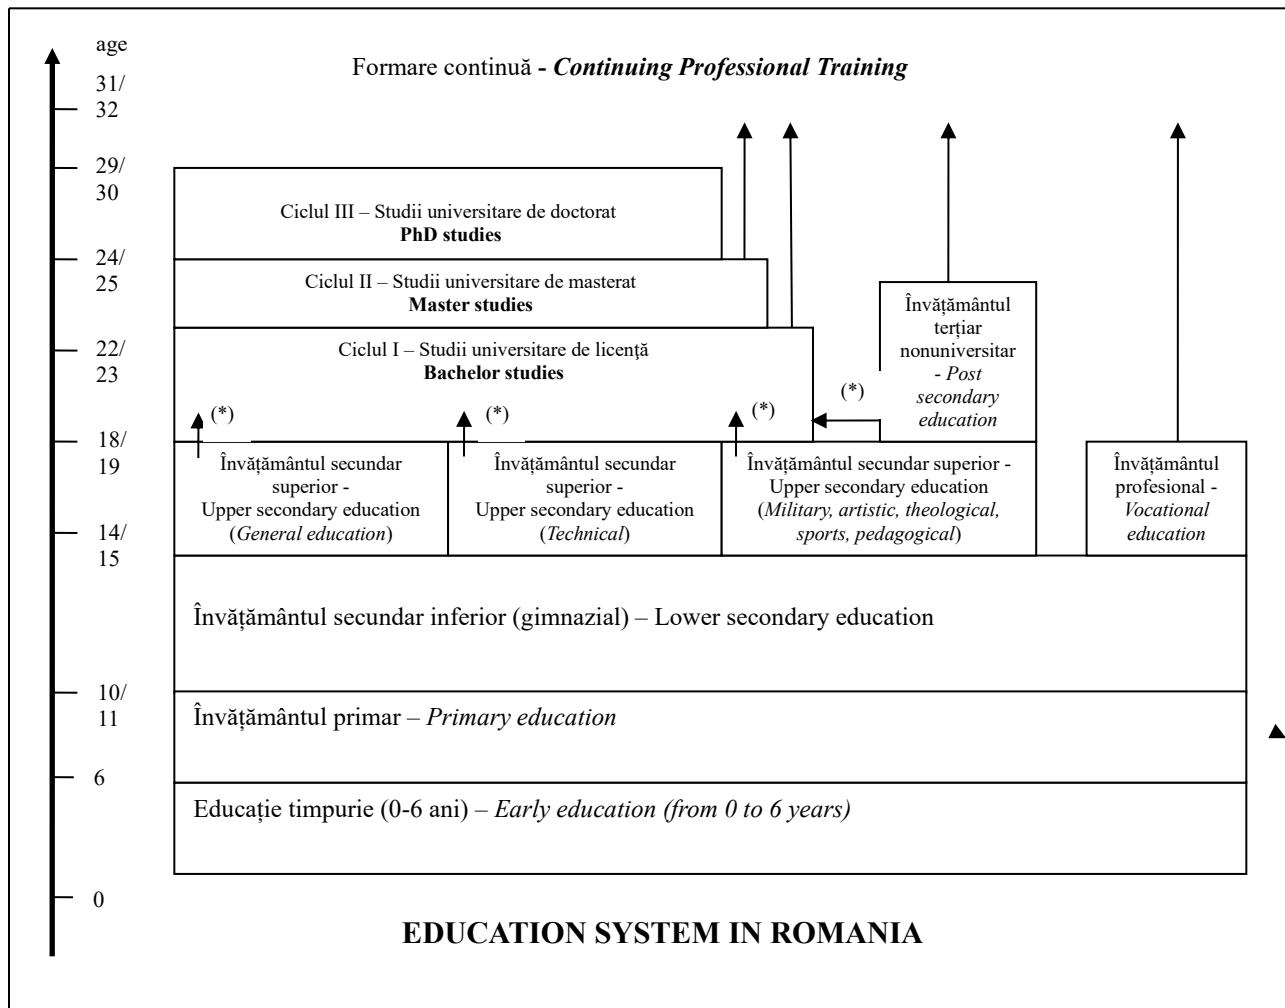 age
31/
32
Formare continuă - Continuing Professional Training
29/
30
Ciclul III – Studii universitare de doctorat
PhD studies
24/
25
Ciclul II – Studii universitare de masterat
Master studies
Învățământul
terțiar
nonuniversitar
- Post
secondary
education
22/
23
Ciclul I – Studii universitare de licență
Bachelor studies
(*)
(*)
(*)
(*)
18/
19
Învățământul secundar
superior -
Upper secondary education
(General education)
Învățământul secundar
superior -
Upper secondary education
(Technical)
Învățământul secundar superior -
Upper secondary education
(Military, artistic, theological,
sports, pedagogical)
Învățământul
profesional -
Vocational
education
14/
15
Învățământul secundar inferior (gimnazial) – Lower secondary education
10/
11
Învățământul primar – Primary education
6
Educație timpurie (0-6 ani) – Early education (from 0 to 6 years)
0
EDUCATION SYSTEM IN ROMANIA